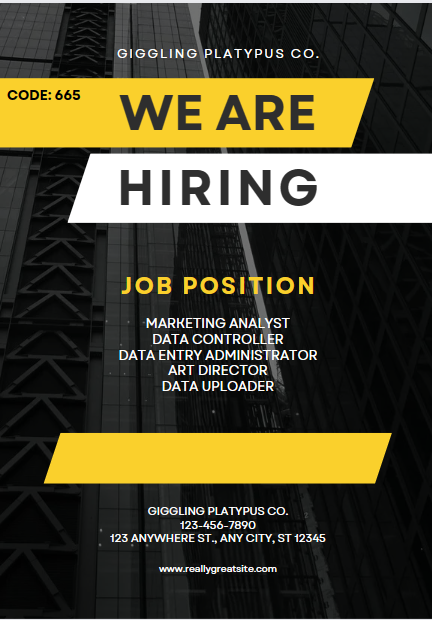 GIGGLING PLATYPUS CO.
CODE: 665
WE ARE
HIRING
JOB POSITION
MARKETING ANALYST
DATA CONTROLLER
DATA ENTRY ADMINISTRATOR
ART DIRECTOR
DATA UPLOADER
GIGGLING PLATYPUS CO.
123-456-7890
123 ANYWHERE ST., ANY CITY, ST 12345
www.reallygreatsite.com